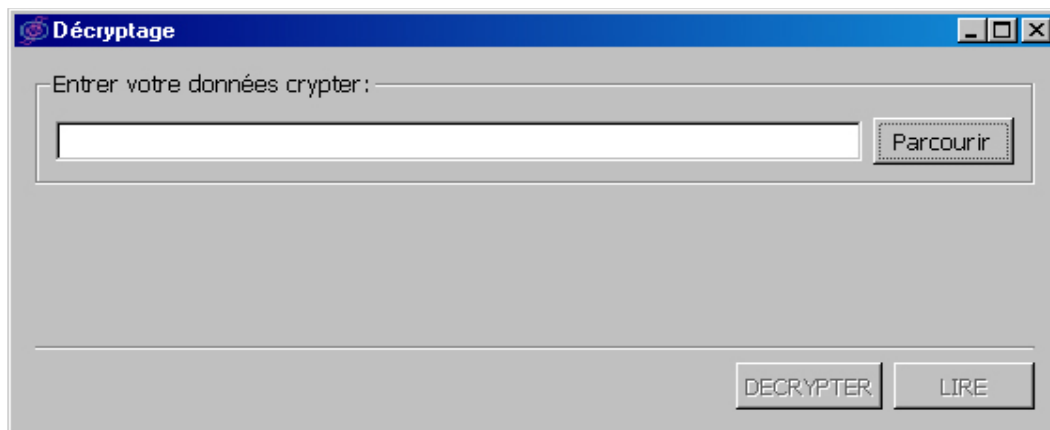 Décryptage
Entrer votre données crypter:
Parcourir
DECRYPTER LIRE